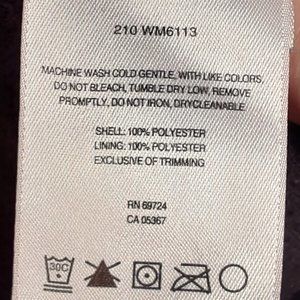 210 WM6113
MACHINE WASH COLD GENTLE, WITH LIKE COLORS,
DO NOT BLEACH, TUMBLE DRY LOW, REMOVE
PROMPTLY, DO NOT IRON, DRYCLEANABLE
SHELL: 100% POLYESTER
LINING: 100% POLYESTER
EXCLUSIVE OF TRIMMING
RN 69724
CA 05367
30C